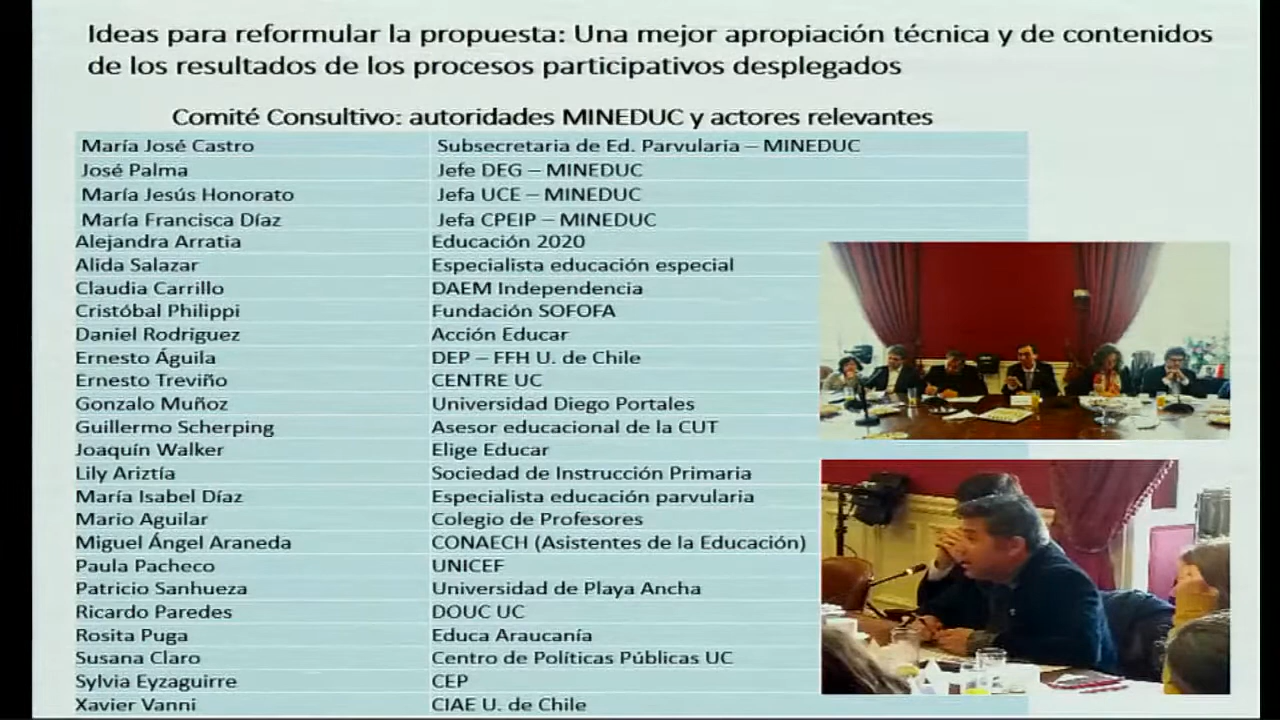 Ideas para reformular la propuesta: Una mejor apropiación técnica y de contenidos
de los resultados de los procesos participativos desplegados
Comité Consultivo: autoridades MINEDUC y actores relevantes
María José Castro Subsecretaria de Ed. Parvularia – MINEDUC
José Palma Jefe DEG – MINEDUC
María Jesús Honorato Jefa UCE – MINEDUC
María Francisca Díaz Jefa CPEIP – MINEDUC
Alejandra Arratia Educación 2020
Alida Salazar Especialista educación especial
Claudia Carrillo DAEM Independencia
Cristóbal Philippi Fundación SOFOFA
Daniel Rodriguez Acción Educar
Ernesto Águila DEP – FFH U. de Chile
Ernesto Treviño CENTRE UC
Gonzalo Muñoz Universidad Diego Portales
Guillermo Scherping Asesor educacional de la CUT
Joaquín Walker Elige Educar
Lily Ariztía Sociedad de Instrucción Primaria
María Isabel Díaz Especialista educación parvularia
Mario Aguilar Colegio de Profesores
Miguel Ángel Araneda CONAECH (Asistentes de la Educación)
Paula Pacheco UNICEF
Patricio Sanhueza Universidad de Playa Ancha
Ricardo Paredes DOUC UC
Rosita Puga Educa Araucanía
Susana Claro Centro de Políticas Públicas UC
Sylvia Eyzaguirre CEP
Xavier Vanni CIAE U. de Chile